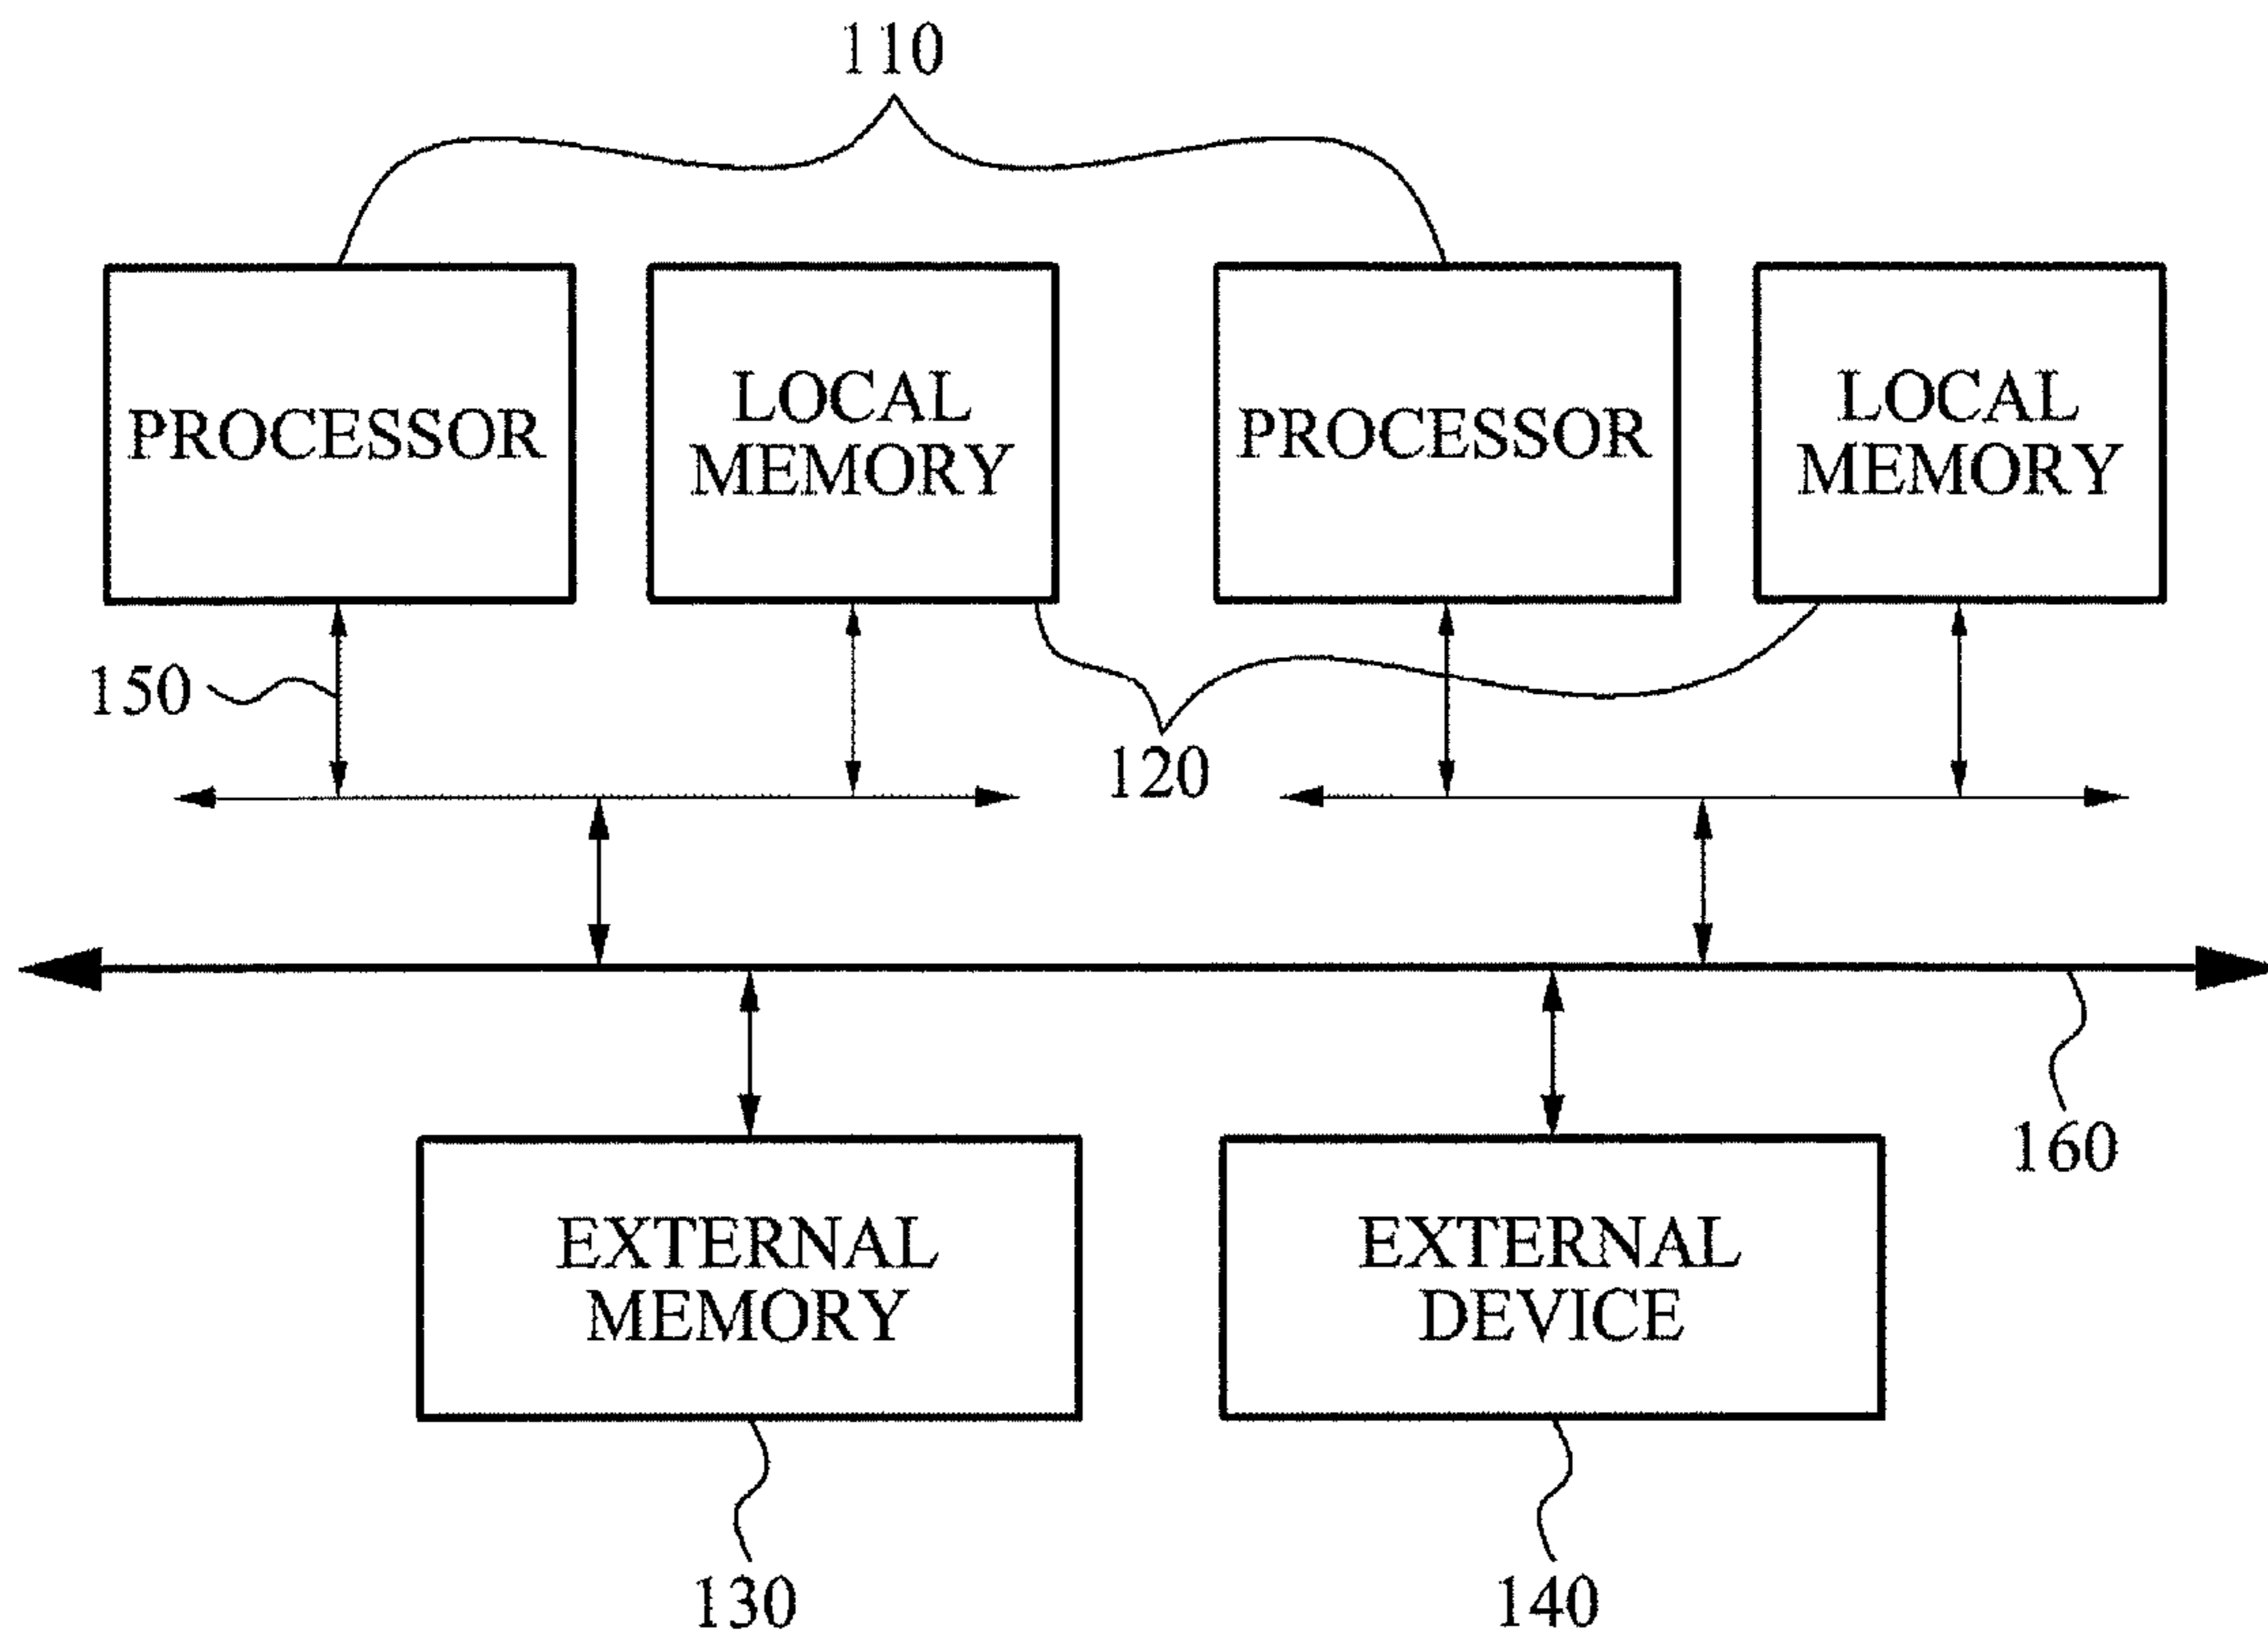 110
PROCESSOR
LOCAL
MEMORY
PROCESSOR
LOCAL
MEMORY
150
120
160
EXTERNAL
MEMORY
EXTERNAL
DEVICE
130
140